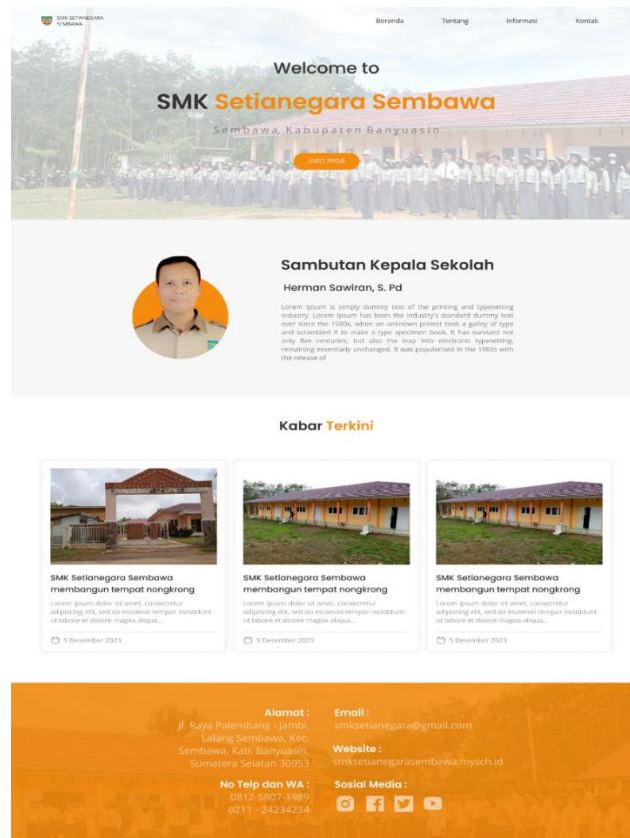 SMK SETIANEGARA
SEMBAWA
Beranda Tentang Informasi Kontak
Welcome to
SMK Setianegara Sembawa
Sembawa, Kabupaten Banyuasin
INFO PPDB
Sambutan Kepala Sekolah
Herman Sawiran, S. Pd
Lorem ipsum is simply dummy text of the printing and typesetting
industry. Lorem Ipsum has been the industry's standard dummy text
ever since the 1500s, when an unknown printer took a galley of type
and scrambled it to make a type specimen book. It has survived not
only five centuries, but also the leap into electronic typesetting,
remaining essentially unchanged. It was popularised in the 1960s with
the release of
Kabar Terkini
SMK Setianegara Sembawa
membangun tempat nongkrong
Lorem ipsum dolor sit amet, consectetur
adipiscing elit, sed do eiusmod tempor incididunt
ut labore et dolore magna aliqua...
5 Desember 2023
SMK Setianegara Sembawa
membangun tempat nongkrong
Lorem ipsum dolor sit amet, consectetur
adipiscing elit, sed do eiusmod tempor incididunt
ut labore et dolore magna aliqua...
5 Desember 2023
SMK Setianegara Sembawa
membangun tempat nongkrong
Lorem ipsum dolor sit amet, consectetur
adipiscing elit, sed do eiusmod tempor incididunt
ut labore et dolore magna aliqua...
5 Desember 2023
Alamat :
Jl. Raya Palembang - Jambi,
Lalang Sembawa, Kec.
Sembawa, Kab. Banyuasin,
Sumatera Selatan 30953
No Telp dan WA :
0812-5807-1989
0211 - 24234234
Email :
smksetianegara@gmail.com
Website :
smksetianegarasembawa.mysch.id
Sosial Media :